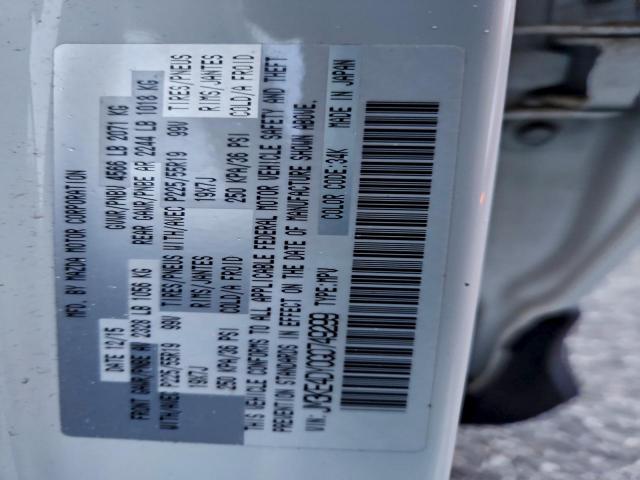 MFD. BY MAZDA MOTOR CORPORATION
DATE 12/15 GVWR/PNBV 4566 LB 2071 KG
FRONT GAWR/PNBE AV 2328 LB 1056 KG REAR GAWR/PNBE AR 2244 LB 1018 KG
WITH/AVEC P225/55R19 99V TIRES/PNEUS WITH/AVEC P225/55R19 99V TIRES/PNEUS
19X7J RIMS/JANTES 19X7J RIMS/JANTES
250 KPA/36 PSI COLD/A FROID 250 KPA/36 PSI COLD/A FROID
THIS VEHICLE CONFORMS TO ALL APPLICABLE FEDERAL MOTOR VEHICLE SAFETY AND THEFT
PREVENTION STANDARDS IN EFFECT ON THE DATE OF MANUFACTURE SHOWN ABOVE.
VIN: TYPE:MPV COLOR CODE:34K MADE IN JAPAN